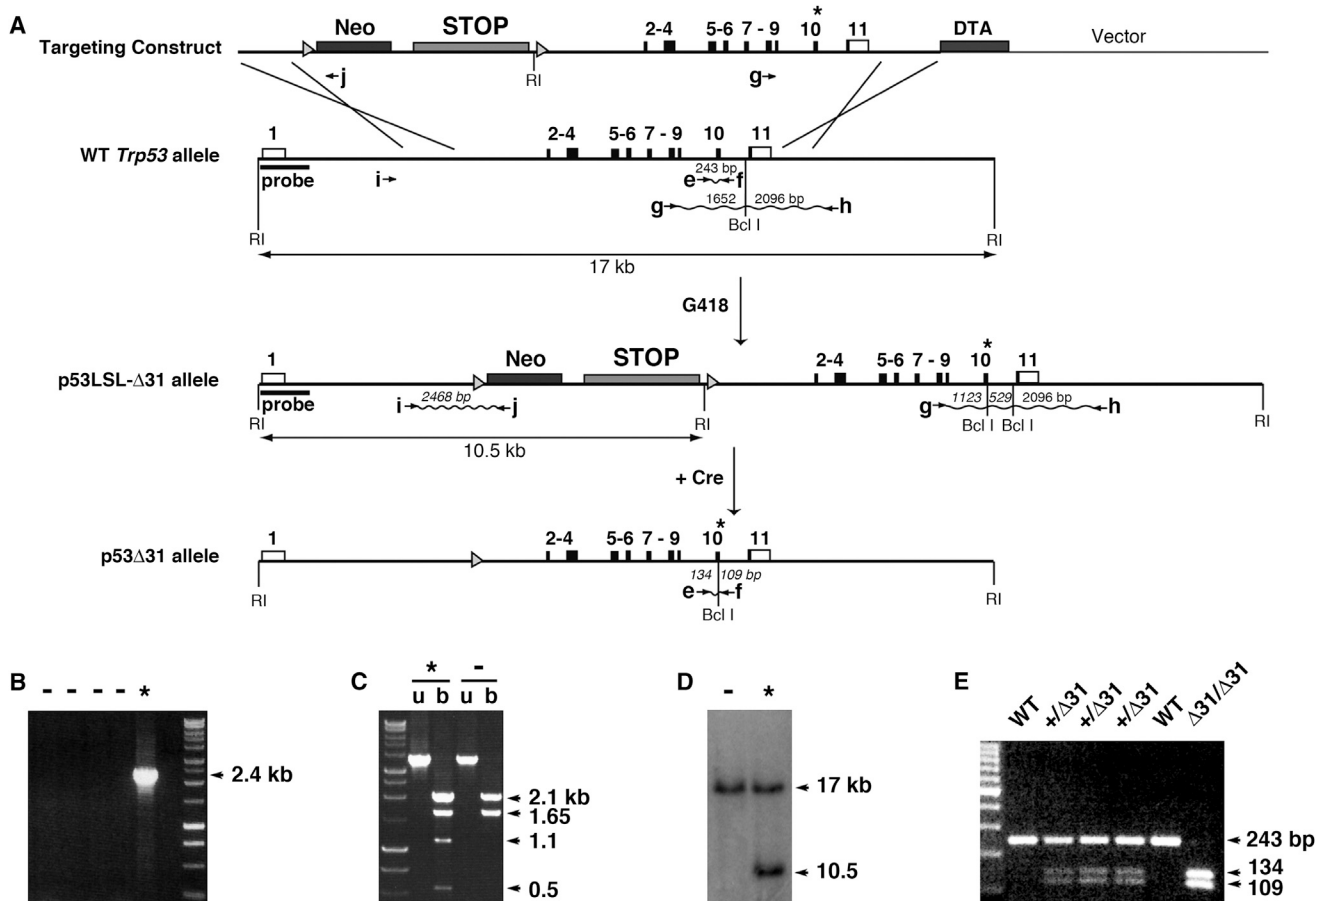 A
Targeting Construct
Neo
STOP
2-4
5-6
7 - 9
*
10
11
DTA
Vector
j
RI
g
WT Trp53 allele
1
2-4
5-6
7 - 9
10
11
probe
i
243 bp
e
f
g
1652
2096 bp
h
Bcl I
RI
RI
17 kb
G418
p53LSL-Δ31 allele
1
Neo
STOP
2-4
5-6
7 - 9
*
10
11
probe
i
2468 bp
j
g
1123
529
2096 bp
h
RI
RI
Bcl I
Bcl I
RI
10.5 kb
+ Cre
p53Δ31 allele
1
2-4
5-6
7 - 9
*
10
11
134
109 bp
e
f
RI
Bcl I
RI
B
- - - - *
2.4 kb
C
* -
u b u b
2.1 kb
1.65
1.1
0.5
D
- *
17 kb
10.5
E
WT
+/Δ31
+/Δ31
+/Δ31
WT
Δ31/Δ31
243 bp
134
109